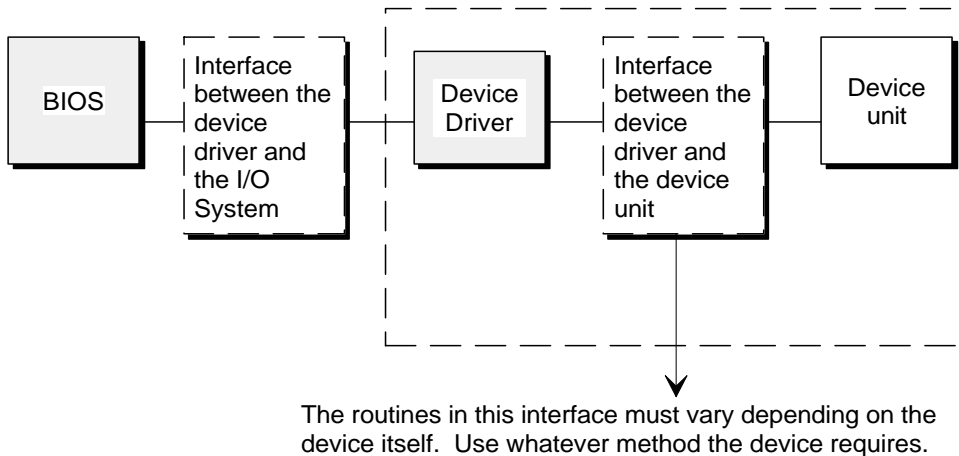 BIOS
Interface
between the
device
driver and
the I/O
System
Device
Driver
Interface
between the
device
driver and
the device
unit
Device
unit
The routines in this interface must vary depending on the
device itself.  Use whatever method the device requires.